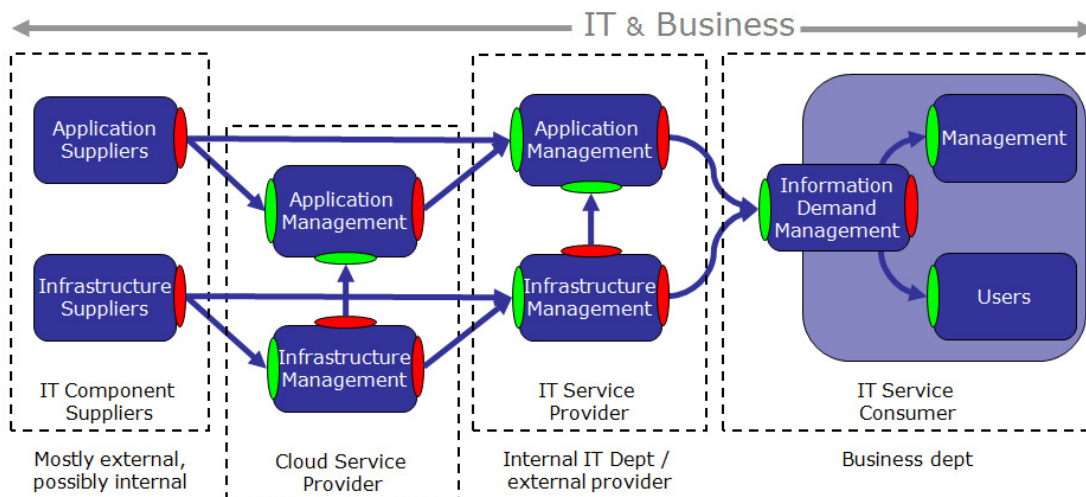 IT & Business
Application
Suppliers
Infrastructure
Suppliers
IT Component
Suppliers
Mostly external,
possibly internal
Application
Management
Infrastructure
Management
Cloud Service
Provider
Application
Management
Infrastructure
Management
IT Service
Provider
Internal IT Dept /
external provider
Information
Demand
Management
Management
Users
IT Service
Consumer
Business dept